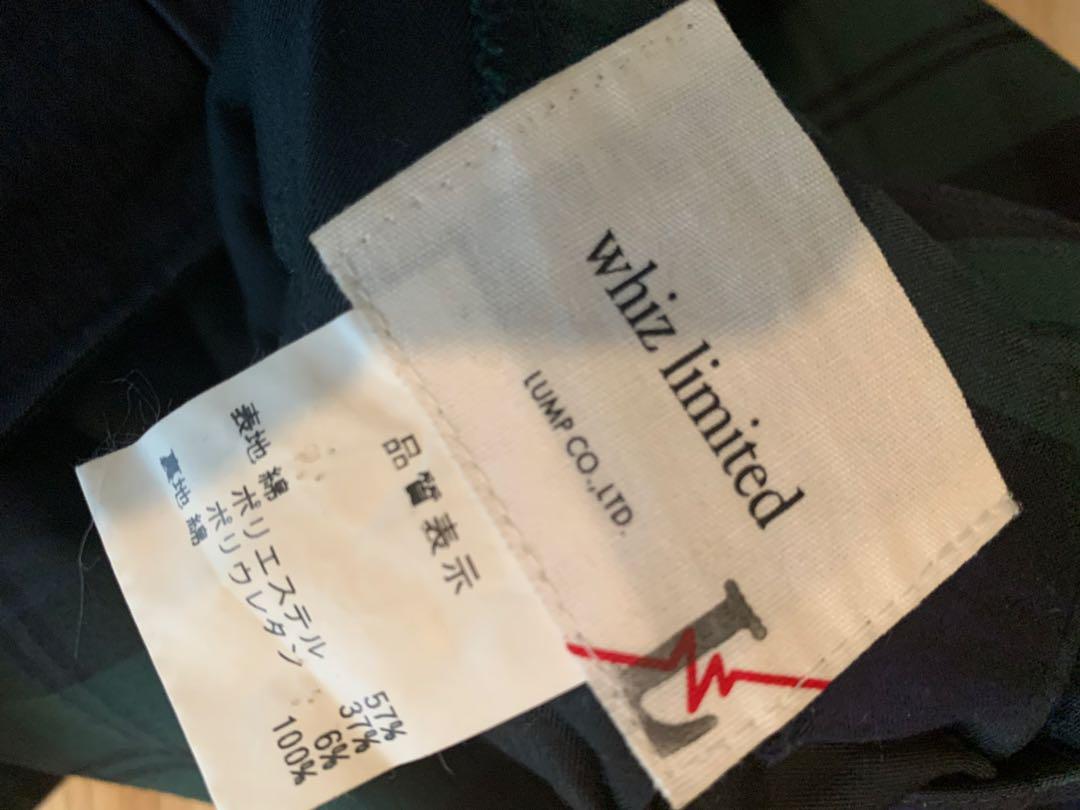 whiz limited
LUMP CO.,LTD.
L
品質表示
表地 綿 57%
ポリエステル 37%
ポリウレタン 6%
裏地 綿 100%